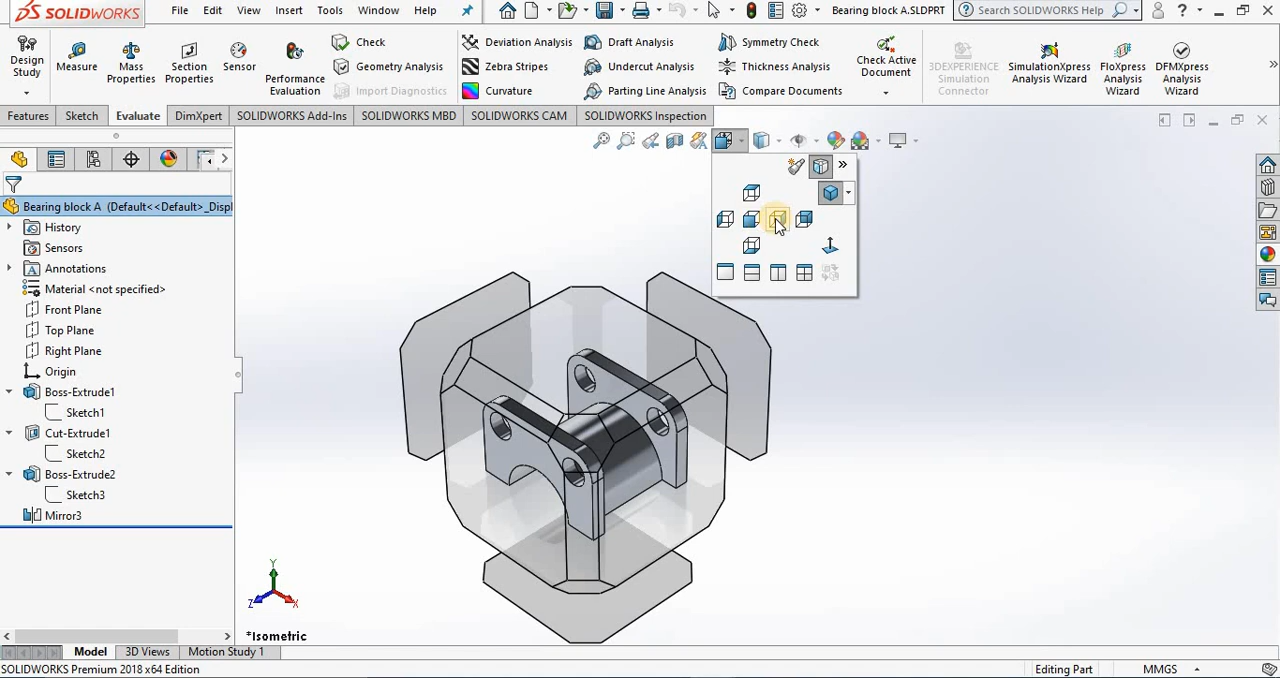 SOLIDWORKS File Edit View Insert Tools Window Help Bearing block A.SLDPRT Search SOLIDWORKS Help ?
Design Study
Measure
Mass Properties
Section Properties
Sensor
Performance Evaluation
Check
Geometry Analysis
Import Diagnostics
Deviation Analysis
Zebra Stripes
Curvature
Draft Analysis
Undercut Analysis
Parting Line Analysis
Symmetry Check
Thickness Analysis
Compare Documents
Check Active Document
3DEXPERIENCE Simulation Connector
SimulationXpress Analysis Wizard
FloXpress Analysis Wizard
DFMXpress Analysis Wizard
Features Sketch Evaluate DimXpert SOLIDWORKS Add-Ins SOLIDWORKS MBD SOLIDWORKS CAM SOLIDWORKS Inspection
Bearing block A (Default<<Default>_Displ
History
Sensors
Annotations
Material <not specified>
Front Plane
Top Plane
Right Plane
Origin
Boss-Extrude1
Sketch1
Cut-Extrude1
Sketch2
Boss-Extrude2
Sketch3
Mirror3
Y
Z
X
*Isometric
Model 3D Views Motion Study 1
SOLIDWORKS Premium 2018 x64 Edition Editing Part MMGS